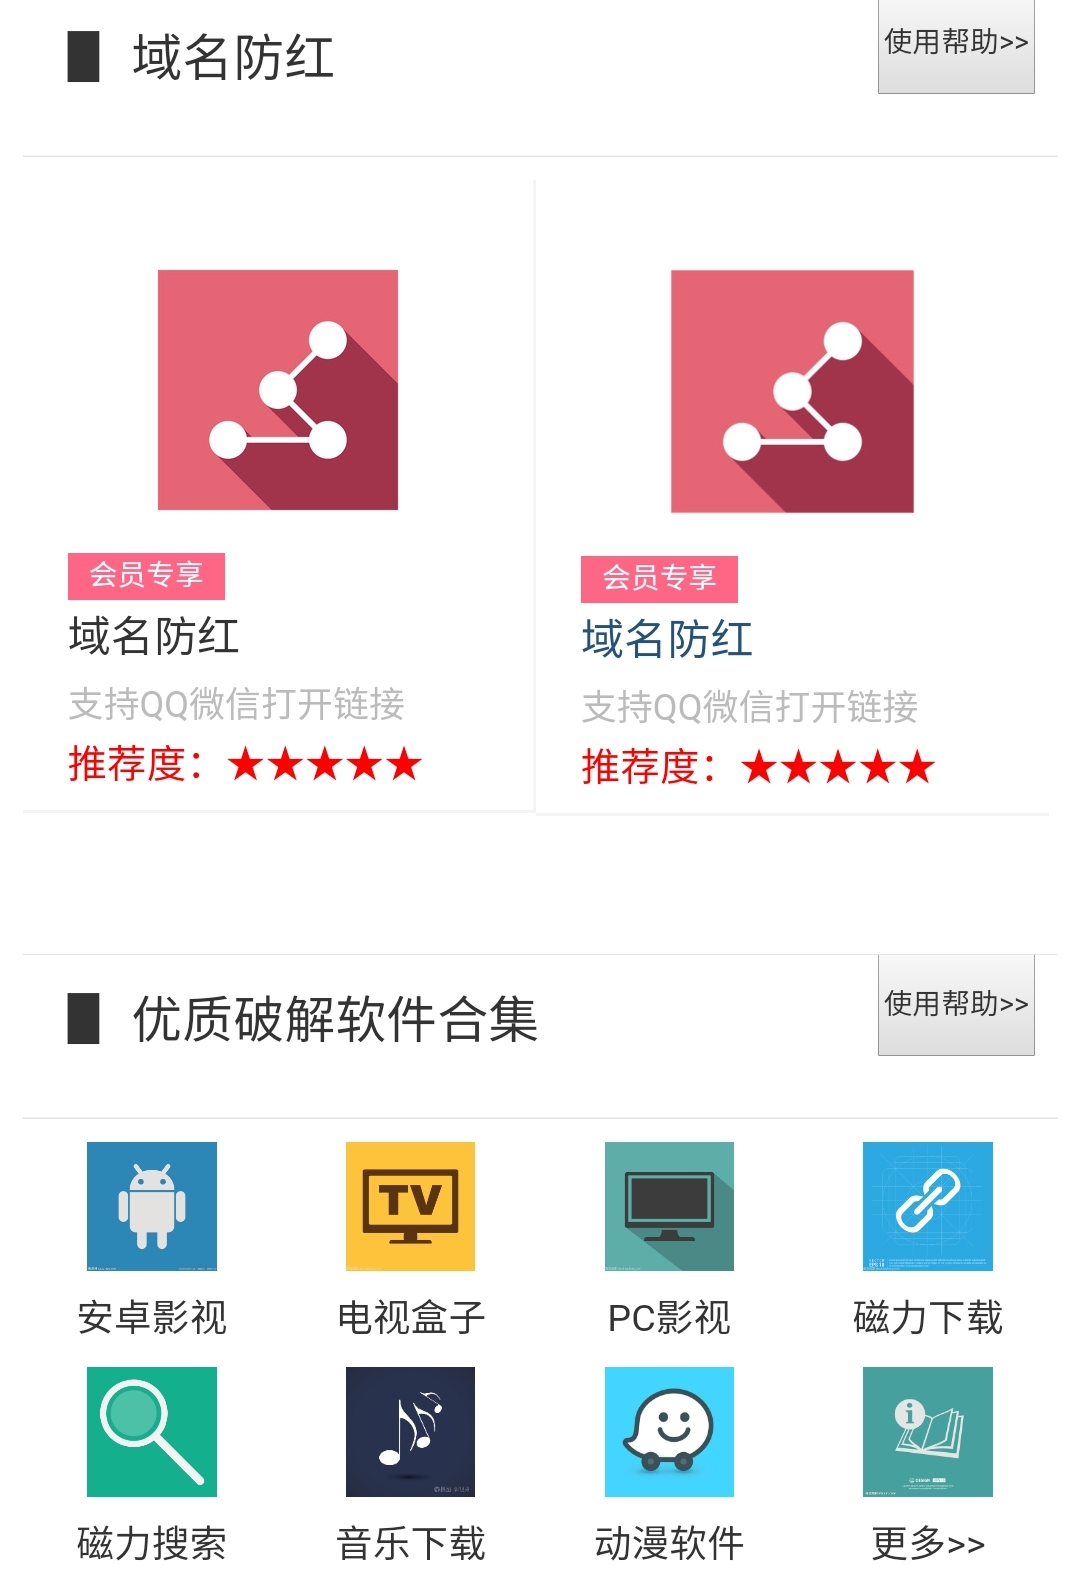 域名防红
使用帮助>>
会员专享
域名防红
支持QQ微信打开链接
推荐度：★★★★★
会员专享
域名防红
支持QQ微信打开链接
推荐度：★★★★★
优质破解软件合集
使用帮助>>
TV
安卓影视
电视盒子
PC影视
磁力下载
i
磁力搜索
音乐下载
动漫软件
更多>>